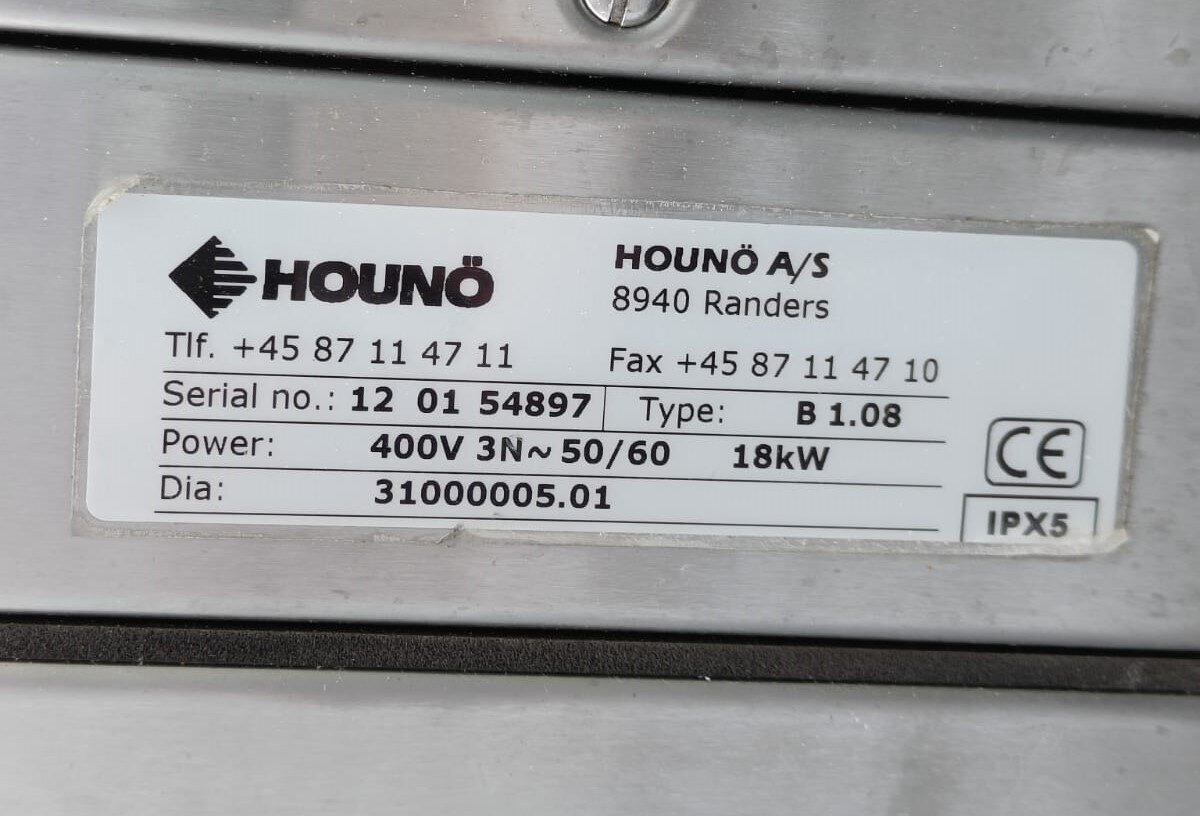 HOUNÖ
HOUNÖ A/S
8940 Randers
Tlf. +45 87 11 47 11 Fax +45 87 11 47 10
Serial no.: 12 01 54897 Type: B 1.08
Power: 400V 3N~ 50/60 18kW
Dia: 31000005.01
CE
IPX5